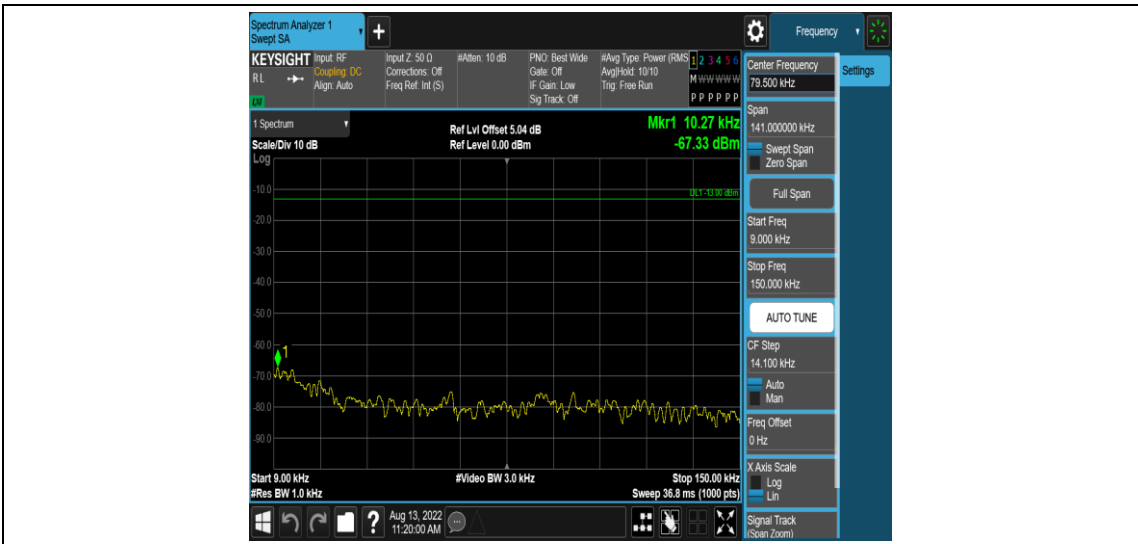 Spectrum Analyzer 1
Swept SA
+
Frequency
KEYSIGHT
RL
LXI
Input: RF
Coupling: DC
Align: Auto
Input Z: 50 Ω
Corrections: Off
Freq Ref: Int (S)
#Atten: 10 dB
PNO: Best Wide
Gate: Off
IF Gain: Low
Sig Track: Off
#Avg Type: Power (RMS
Avg|Hold: 10/10
Trig: Free Run
1 2 3 4 5 6
M W W W W W
P P P P P P
1 Spectrum
Scale/Div 10 dB
Log
Ref Lvl Offset 5.04 dB
Ref Level 0.00 dBm
Mkr1 10.27 kHz
-67.33 dBm
DL1 -13.00 dBm
-10.0
-20.0
-30.0
-40.0
-50.0
-60.0
1
-70.0
-80.0
-90.0
Start 9.00 kHz
#Res BW 1.0 kHz
#Video BW 3.0 kHz
Stop 150.00 kHz
Sweep 36.8 ms (1000 pts)
?
Aug 13, 2022
11:20:00 AM
Center Frequency
79.500 kHz
Settings
Span
141.000000 kHz
Swept Span
Zero Span
Full Span
Start Freq
9.000 kHz
Stop Freq
150.000 kHz
AUTO TUNE
CF Step
14.100 kHz
Auto
Man
Freq Offset
0 Hz
X Axis Scale
Log
Lin
Signal Track
(Span Zoom)